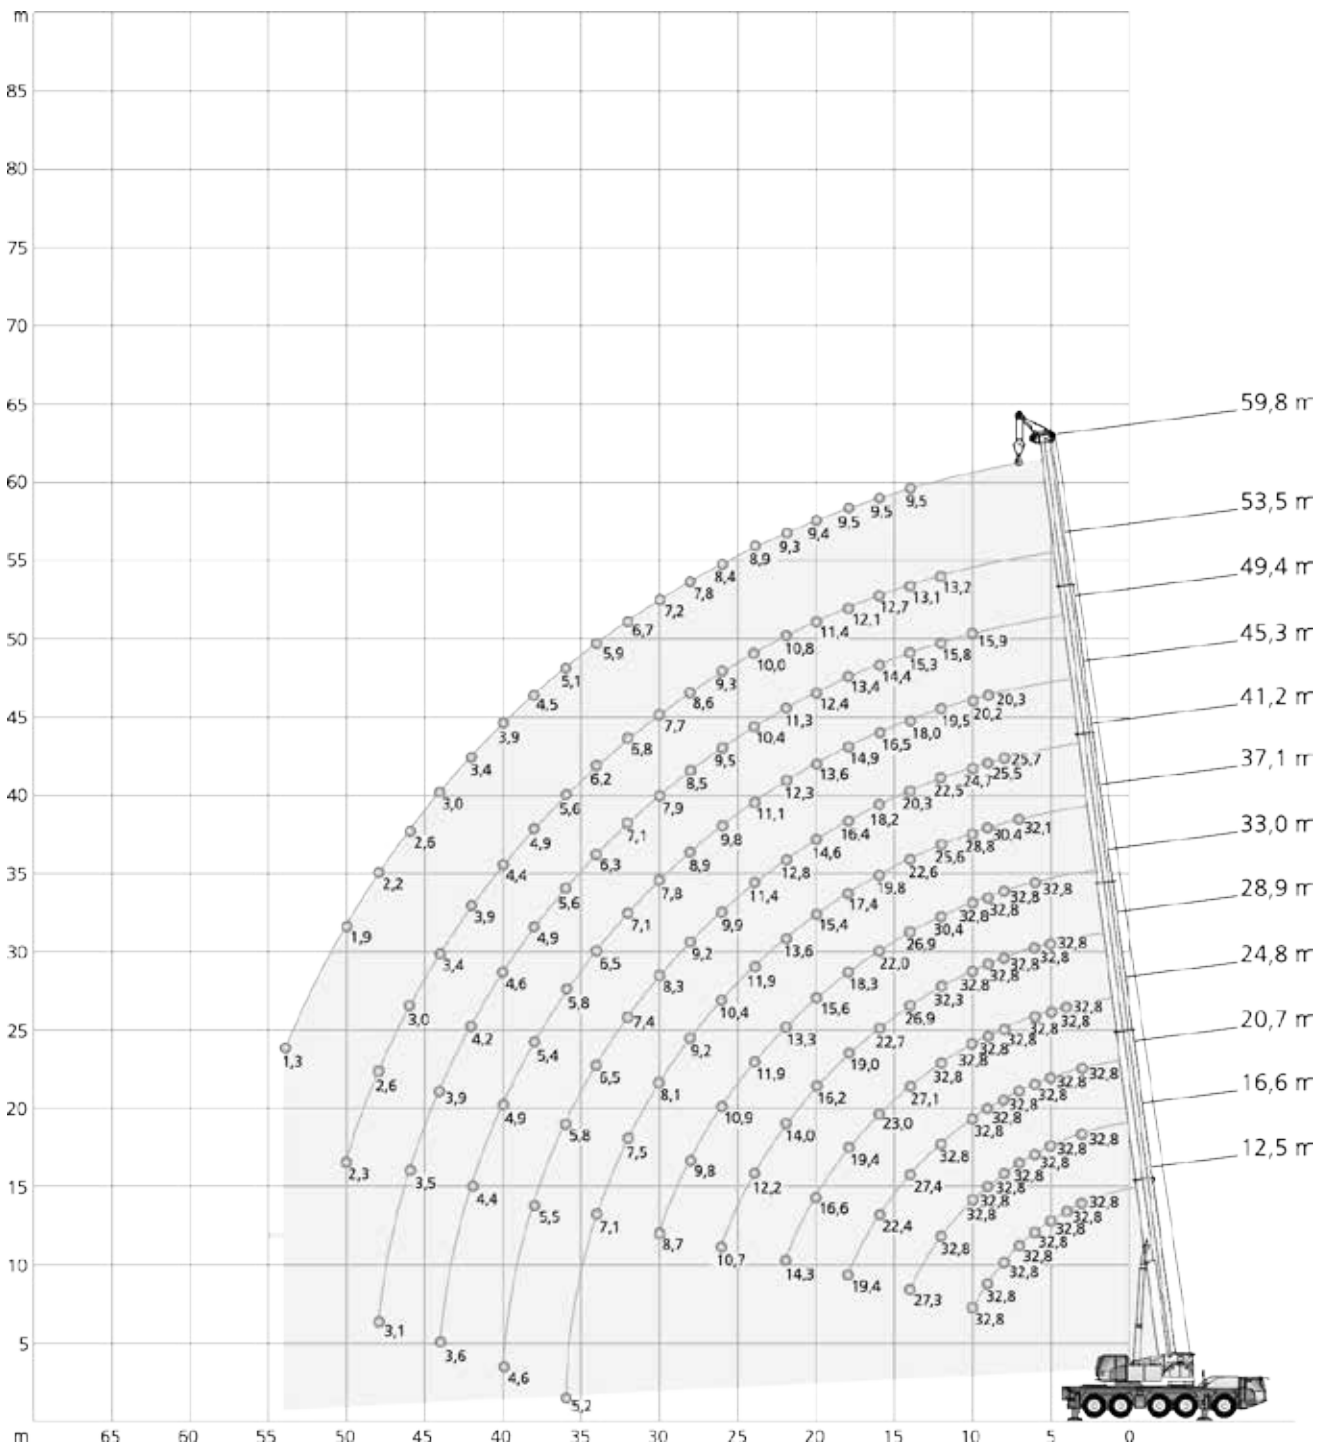 m
85
80
75
70
65
60
55
50
45
40
35
30
25
20
15
10
5
59,8 m
53,5 m
49,4 m
45,3 m
41,2 m
37,1 m
33,0 m
28,9 m
24,8 m
20,7 m
16,6 m
12,5 m
1,3 1,9 2,2 2,6 3,0 3,4 3,9 4,5 5,1 5,9 6,7 7,2 7,8 8,4 8,9 9,3 9,4 9,5 9,5 9,5
2,3 2,6 3,0 3,4 3,9 4,4 4,9 5,6 6,2 6,8 7,7 8,6 9,3 10,0 10,8 11,4 12,1 12,7 13,1 13,2
3,1 3,5 3,9 4,2 4,6 4,9 5,6 6,3 7,1 7,9 8,5 9,5 10,4 11,3 12,4 13,4 14,4 15,3 15,8 15,9
3,6 4,4 4,9 5,4 5,8 6,5 7,1 7,8 8,9 9,8 11,1 12,3 13,6 14,9 16,5 18,0 19,5 20,2 20,3
4,6 5,5 5,8 6,5 7,4 8,3 9,2 9,9 11,4 12,8 14,6 16,4 18,2 20,3 22,5 24,7 25,5 25,7
5,2 7,1 7,5 8,1 9,2 10,4 11,9 13,6 15,4 17,4 19,8 22,6 25,6 28,8 30,4 32,1
8,7 9,8 10,9 11,9 13,3 15,6 18,3 22,0 26,9 30,4 32,8 32,8 32,8 32,8
10,7 12,2 14,0 16,2 19,0 22,7 26,9 32,3 32,8 32,8 32,8 32,8 32,8
14,3 16,6 19,4 23,0 27,1 32,8 32,8 32,8 32,8 32,8 32,8 32,8
19,4 22,4 27,4 32,8 32,8 32,8 32,8 32,8 32,8 32,8
27,3 32,8 32,8 32,8 32,8 32,8 32,8 32,8 32,8
32,8 32,8 32,8 32,8 32,8 32,8 32,8 32,8
m 65 60 55 50 45 40 35 30 25 20 15 10 5 0